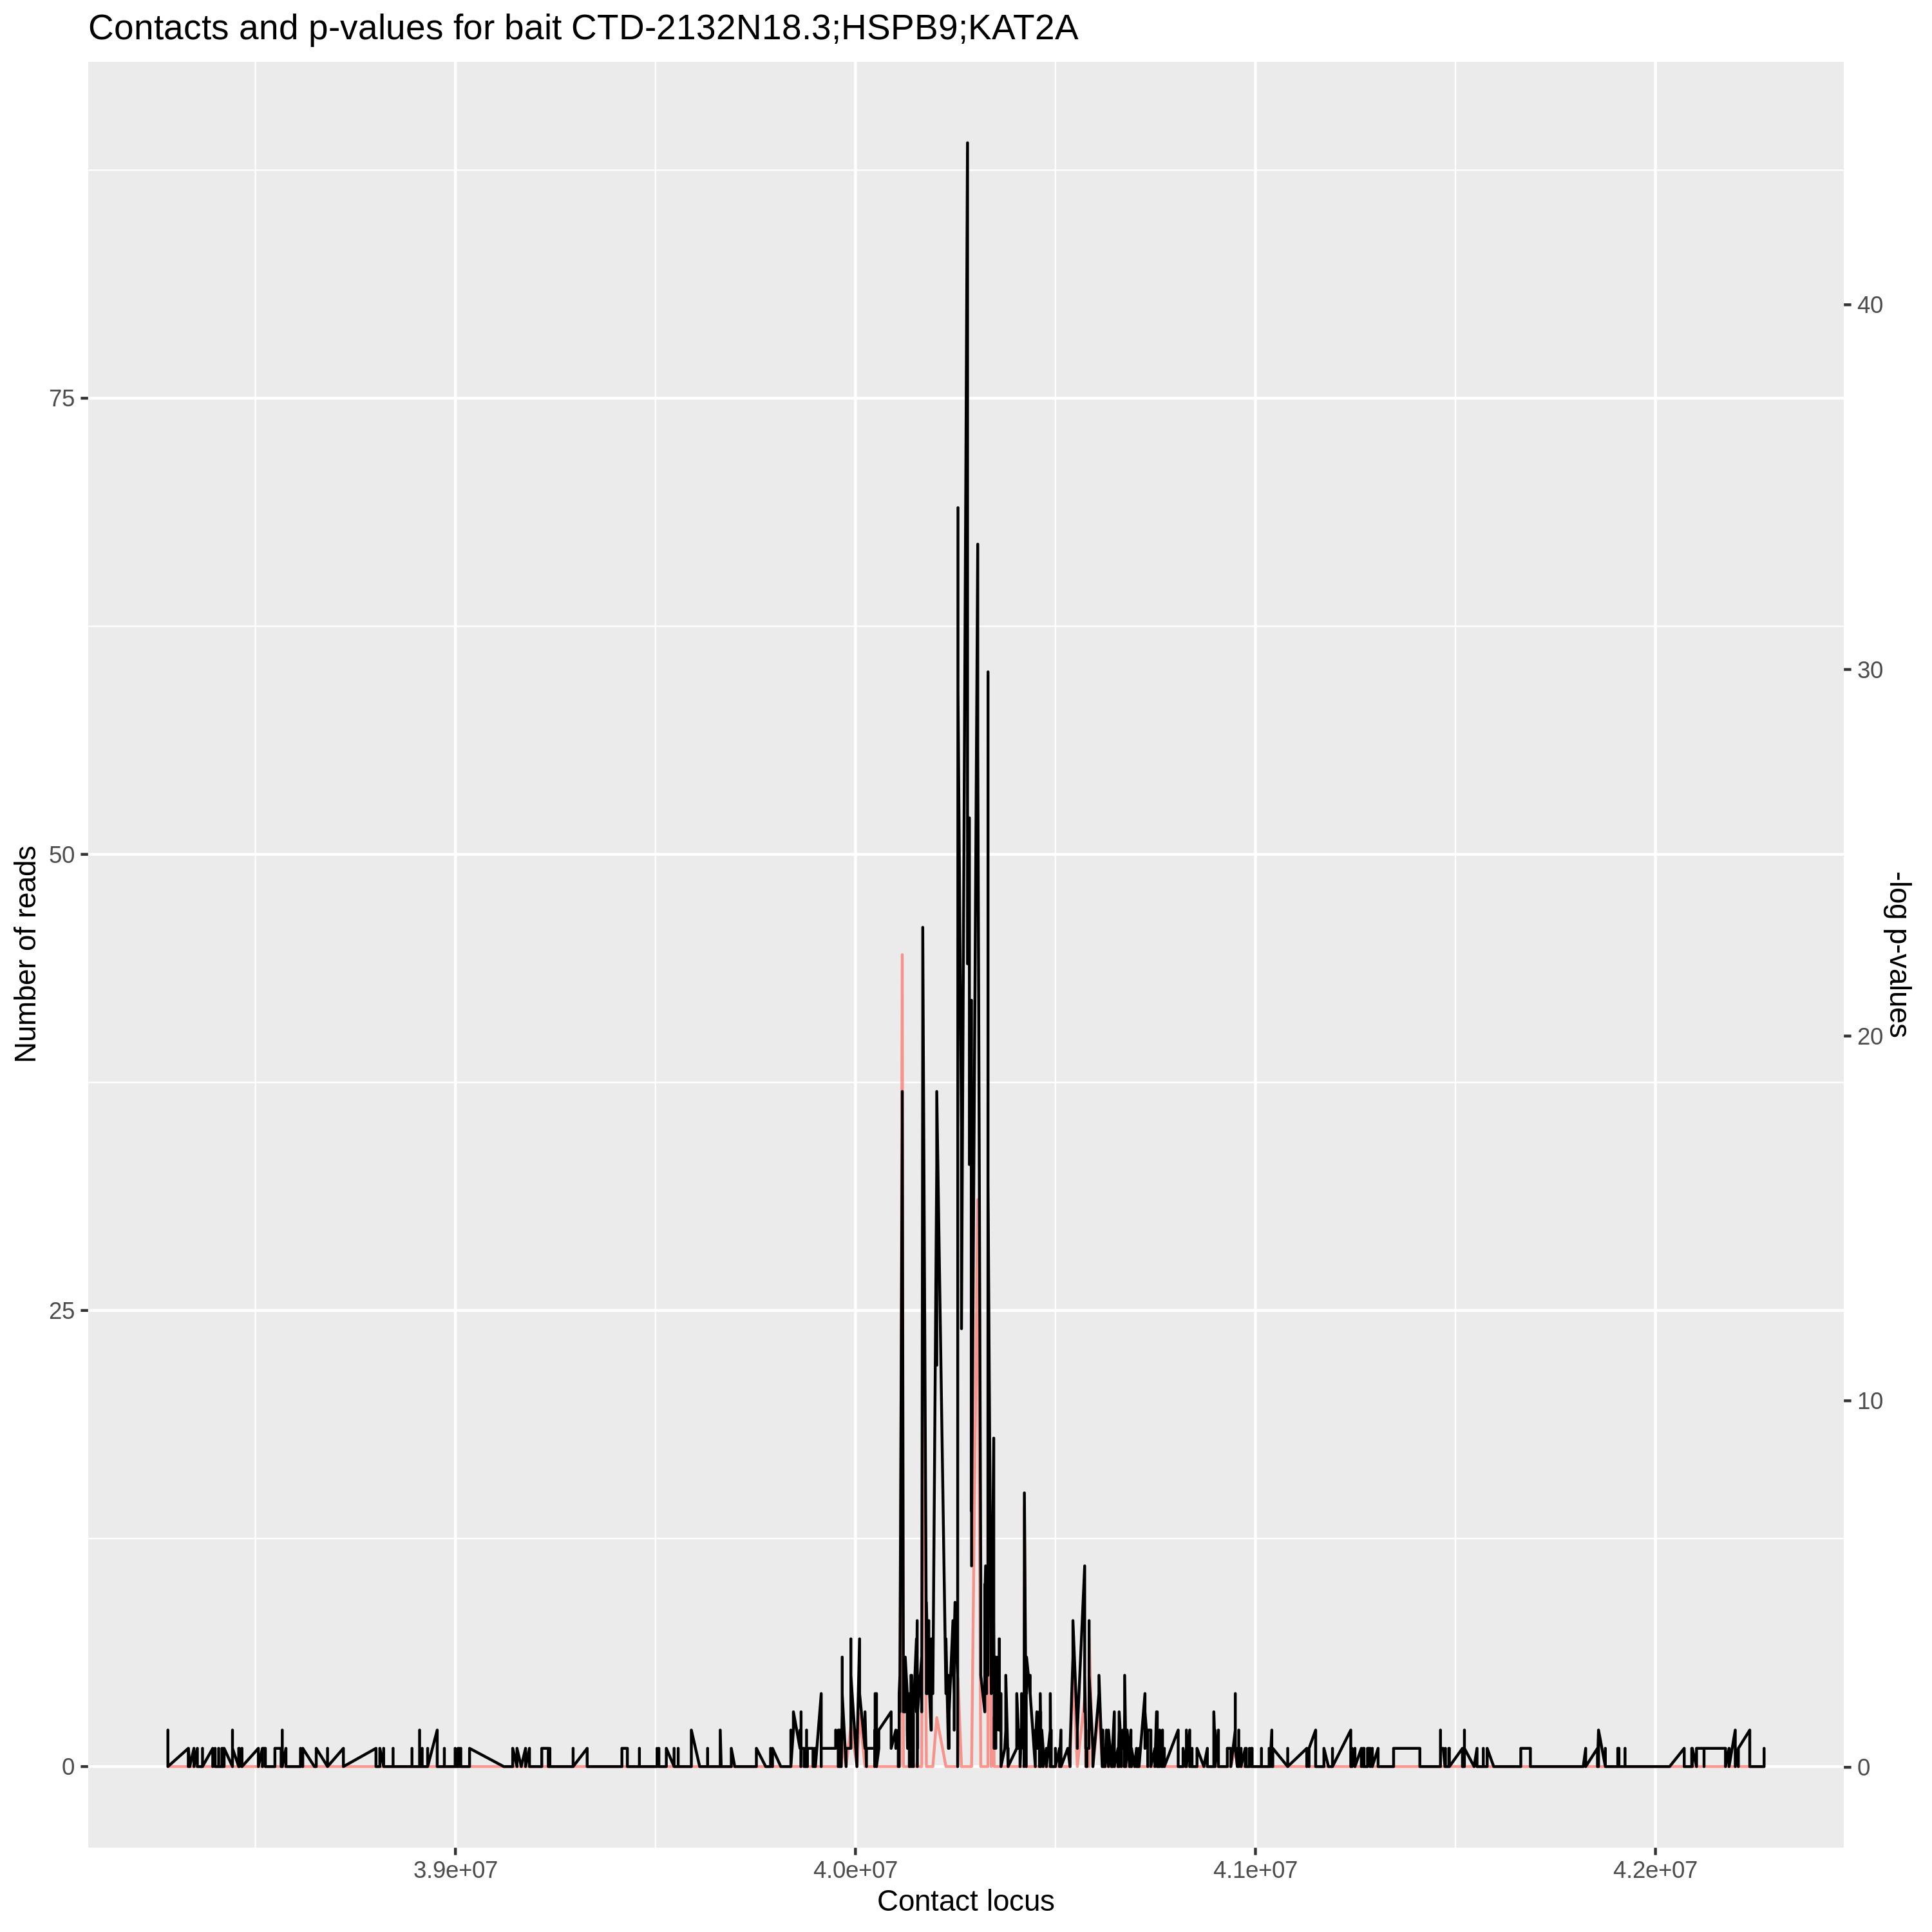 Contacts and p-values for bait CTD-2132N18.3;HSPB9;KAT2A
Number of reads
75
50
25
0
40
30
20
10
0
-log p-values
3.9e+07
4.0e+07
4.1e+07
4.2e+07
Contact locus